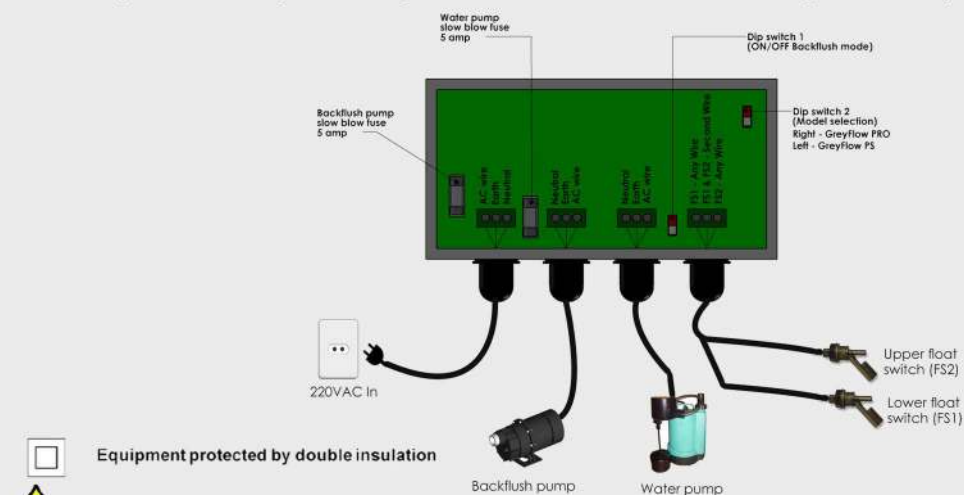 Water pump
slow blow fuse
5 amp
Dip switch 1
(ON/OFF Backflush mode)
Backflush pump
slow blow fuse
5 amp
Dip switch 2
(Model selection)
Right - GreyFlow PRO
Left - GreyFlow PS
AC wire
Earth
Neutral
Neutral
Earth
AC wire
Neutral
Earth
AC wire
FS1 - Any Wire
FS1 & FS2 - Second Wire
FS2 - Any Wire
220VAC In
Upper float
switch (FS2)
Lower float
switch (FS1)
Equipment protected by double insulation
Backflush pump
Water pump